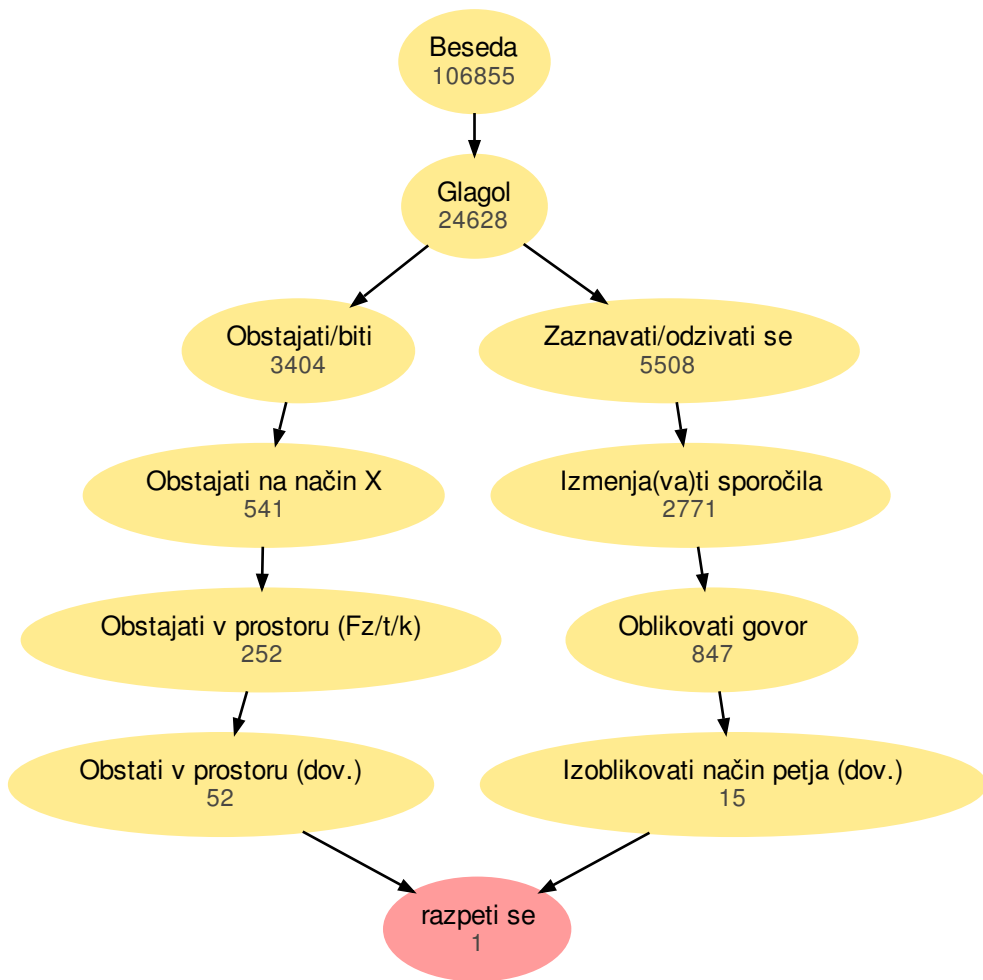 Beseda
106855
Glagol
24628
Obstajati/biti
3404
Zaznavati/odzivati se
5508
Obstajati na način X
541
Izmenja(va)ti sporočila
2771
Obstajati v prostoru (Fz/t/k)
252
Oblikovati govor
847
Obstati v prostoru (dov.)
52
Izoblikovati način petja (dov.)
15
razpeti se
1